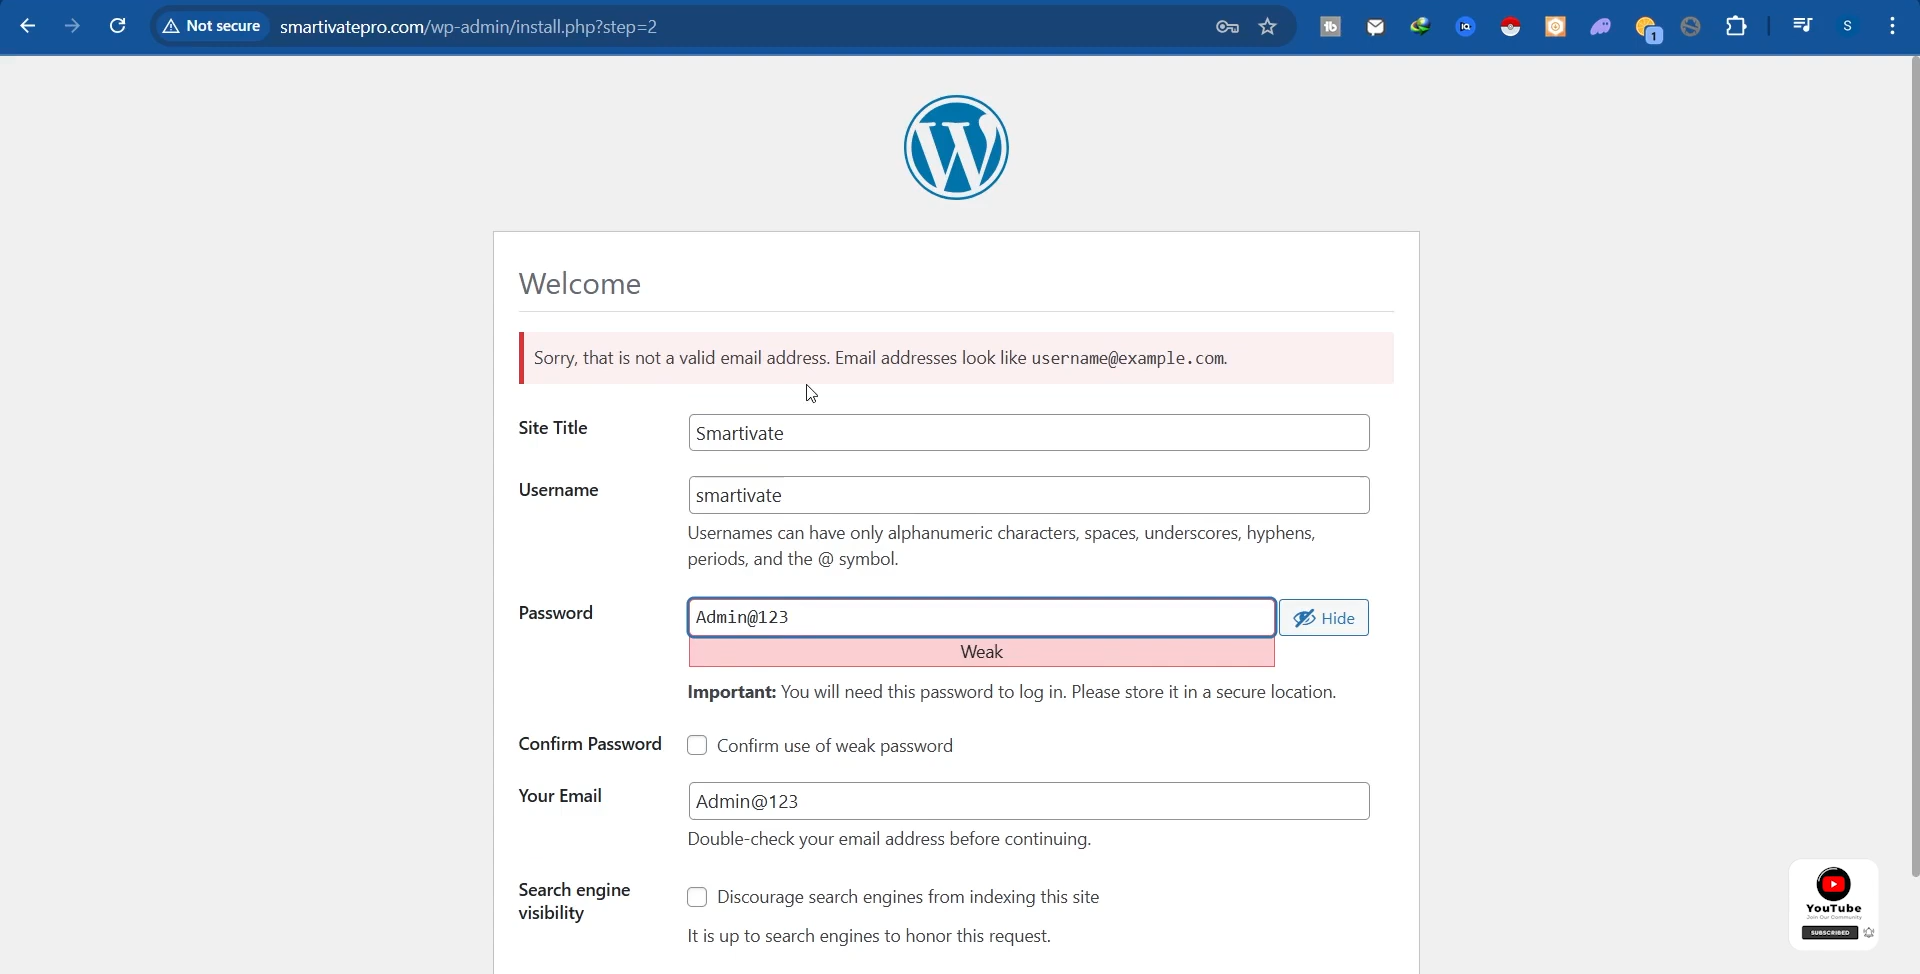 Not secure
smartivatepro.com/wp-admin/install.php?step=2
1
S
W
Welcome
Sorry, that is not a valid email address. Email addresses look like username@example.com.
Site Title
Smartivate
Username
smartivate
Usernames can have only alphanumeric characters, spaces, underscores, hyphens,
periods, and the @ symbol.
Password
Admin@123
Hide
Weak
Important: You will need this password to log in. Please store it in a secure location.
Confirm Password
Confirm use of weak password
Your Email
Admin@123
Double-check your email address before continuing.
Search engine
visibility
Discourage search engines from indexing this site
It is up to search engines to honor this request.
YouTube
Join Our Community
SUBSCRIBED